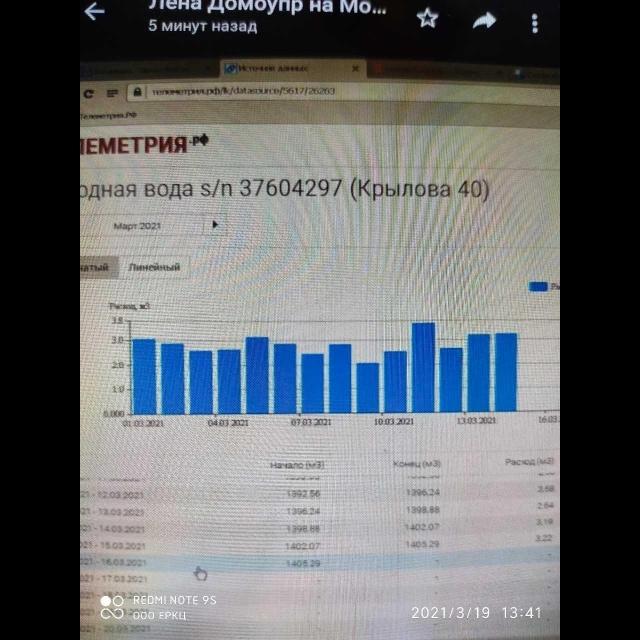 Лена Домоупр на Мо...
5 минут назад
Источник данных
телеметрия.рф/lk/datasource/5617/26263
Телеметрия.РФ
ЛЕМЕТРИЯ.РФ
одная вода s/n 37604297 (Крылова 40)
Март 2021
чатый Линейный
Расход, м3
3.5
3.0
2.0
1.0
0.000
01.03.2021 04.03.2021 07.03.2021 10.03.2021 13.03.2021 16.03.
Начало (м3) Конец (м3) Расход (м3)
21 - 12.03.2021 1392.56 1396.24 3.68
21 - 13.03.2021 1396.24 1398.88 2.64
21 - 14.03.2021 1398.88 1402.07 3.19
21 - 15.03.2021 1402.07 1405.29 3.22
21 - 16.03.2021 1405.29 -
21 - 17.03.2021
REDMI NOTE 9S
ООО ЕРКЦ
2021/3/19 13:41